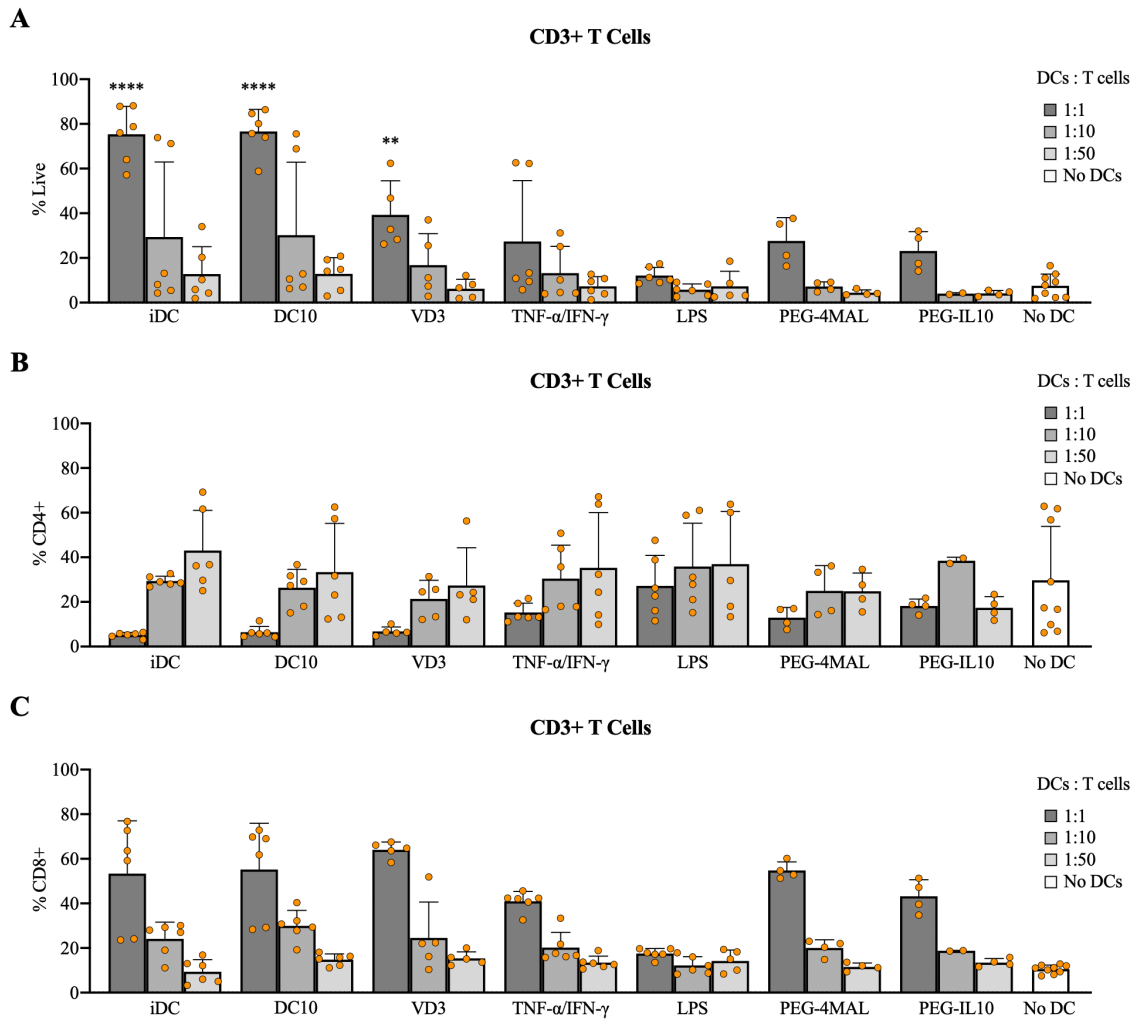 A
CD3+ T Cells
DCs : T cells
1:1
1:10
1:50
No DCs
100
80
60
40
20
0
% Live
**** **** **
iDC DC10 VD3 TNF-α/IFN-γ LPS PEG-4MAL PEG-IL10 No DC
B
CD3+ T Cells
DCs : T cells
1:1
1:10
1:50
No DCs
100
80
60
40
20
0
% CD4+
iDC DC10 VD3 TNF-α/IFN-γ LPS PEG-4MAL PEG-IL10 No DC
C
CD3+ T Cells
DCs : T cells
1:1
1:10
1:50
No DCs
100
80
60
40
20
0
% CD8+
iDC DC10 VD3 TNF-α/IFN-γ LPS PEG-4MAL PEG-IL10 No DC